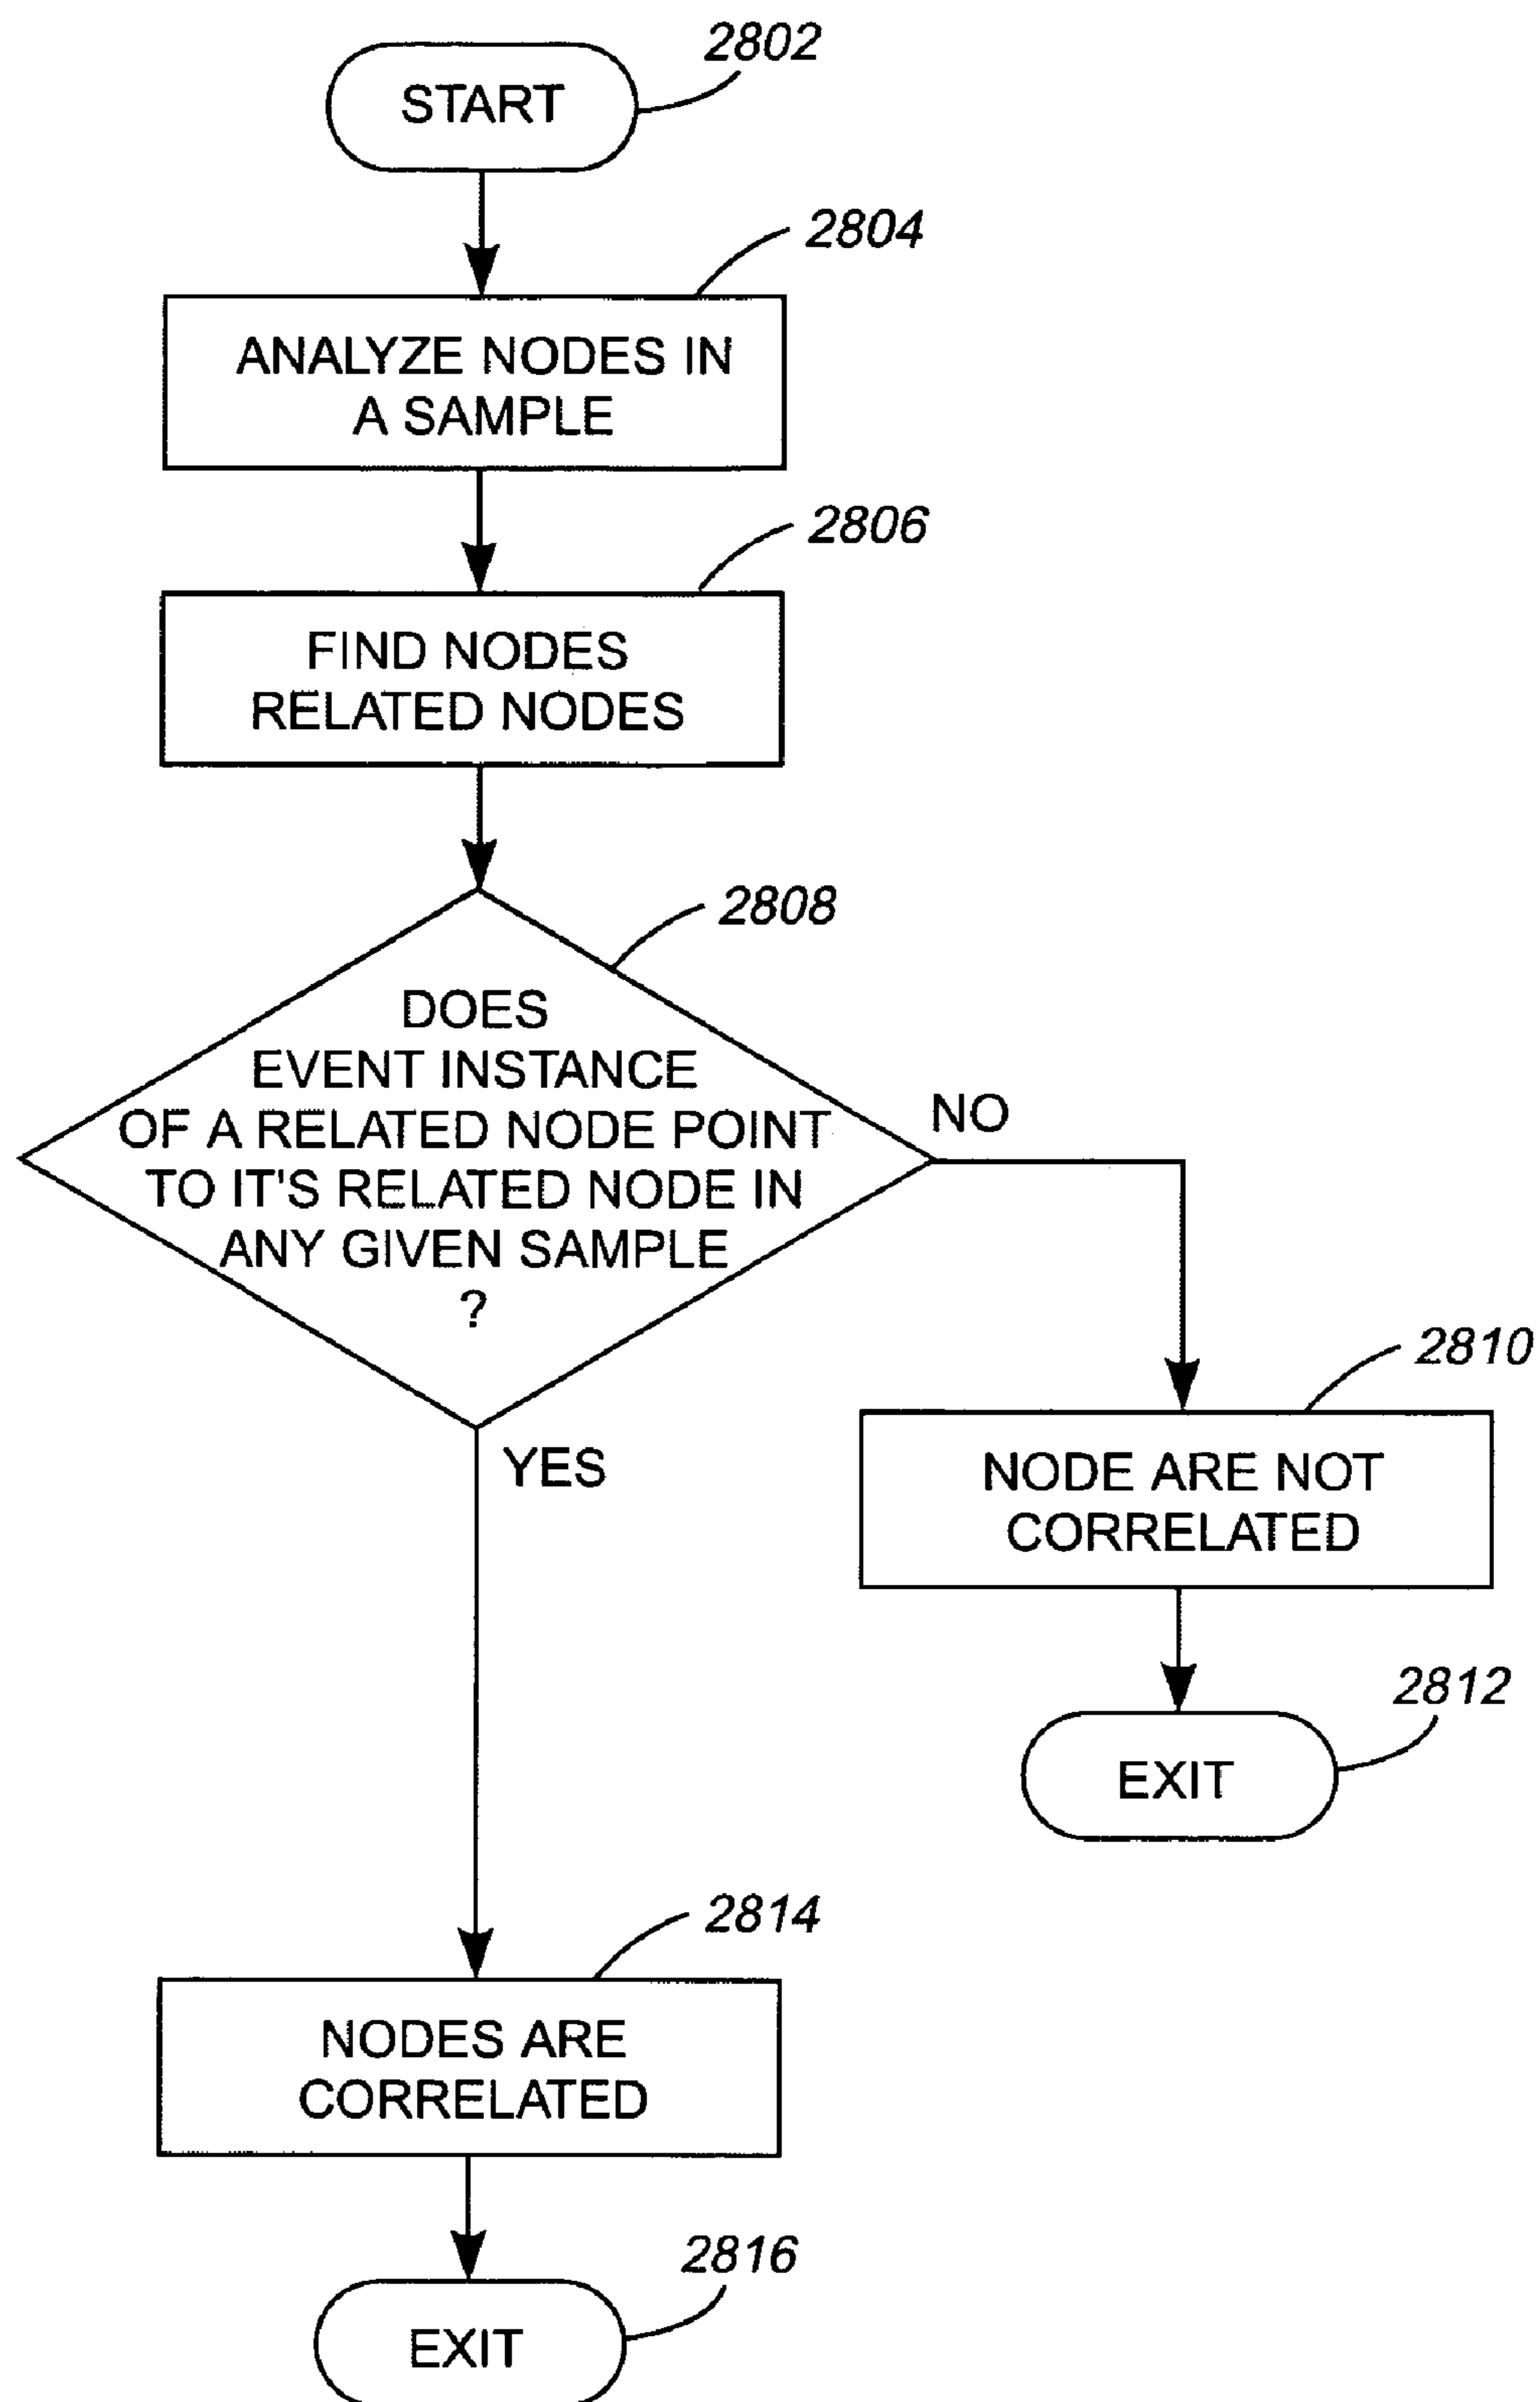 2802
START
2804
ANALYZE NODES IN
A SAMPLE
2806
FIND NODES
RELATED NODES
2808
DOES
EVENT INSTANCE
OF A RELATED NODE POINT
TO IT'S RELATED NODE IN
ANY GIVEN SAMPLE
?
NO
YES
2810
NODE ARE NOT
CORRELATED
2812
EXIT
2814
NODES ARE
CORRELATED
2816
EXIT